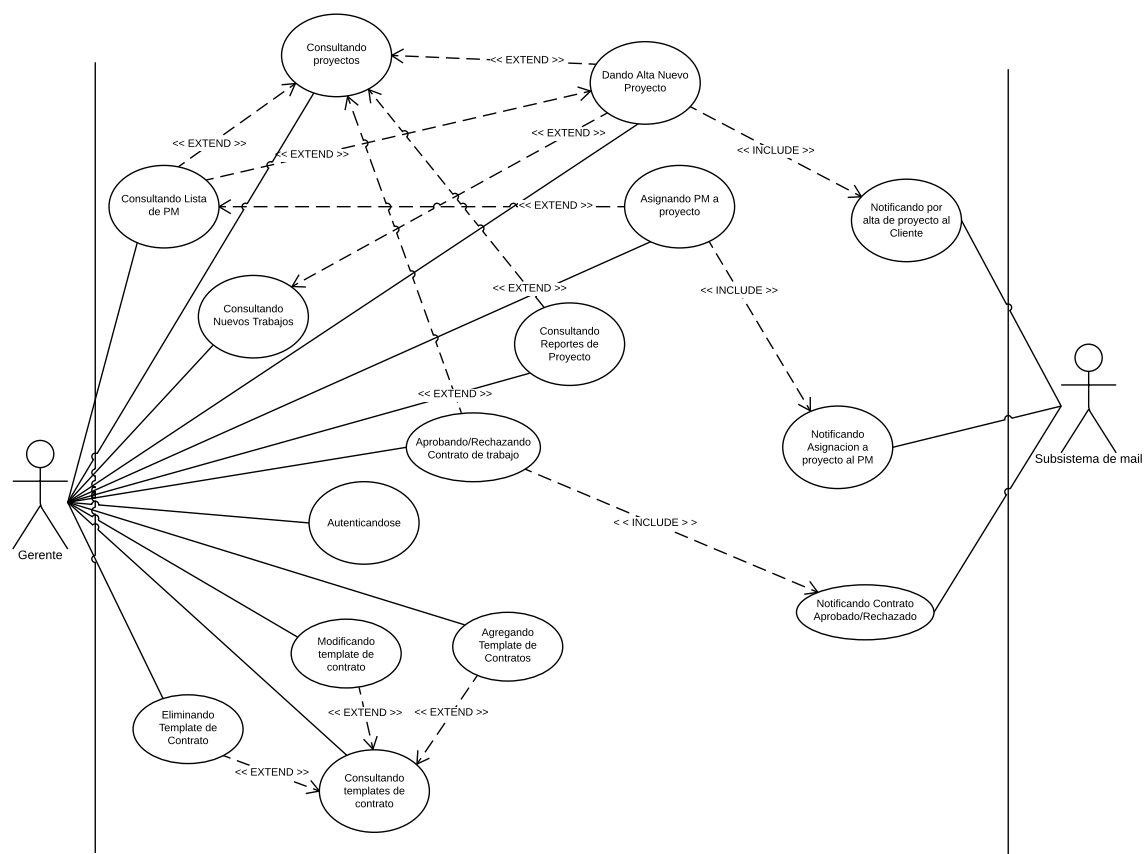 Consultando
proyectos
<< EXTEND >>
Dando Alta Nuevo
Proyecto
<< EXTEND >>
<< EXTEND >>
<< EXTEND >>
<< INCLUDE >>
Consultando Lista
de PM
<< EXTEND >>
Asignando PM a
proyecto
Notificando por
alta de proyecto al
Cliente
<< EXTEND >>
<< INCLUDE >>
Consultando
Nuevos Trabajos
Consultando
Reportes de
Proyecto
<< EXTEND >>
Aprobando/Rechazando
Contrato de trabajo
Notificando
Asignacion a
proyecto al PM
Subsistema de mail
Autenticandose
< < INCLUDE > >
Gerente
Notificando Contrato
Aprobado/Rechazado
Modificando
template de
contrato
Agregando
Template de
Contratos
<< EXTEND >>
<< EXTEND >>
Eliminando
Template de
Contrato
<< EXTEND >>
Consultando
templates de
contrato